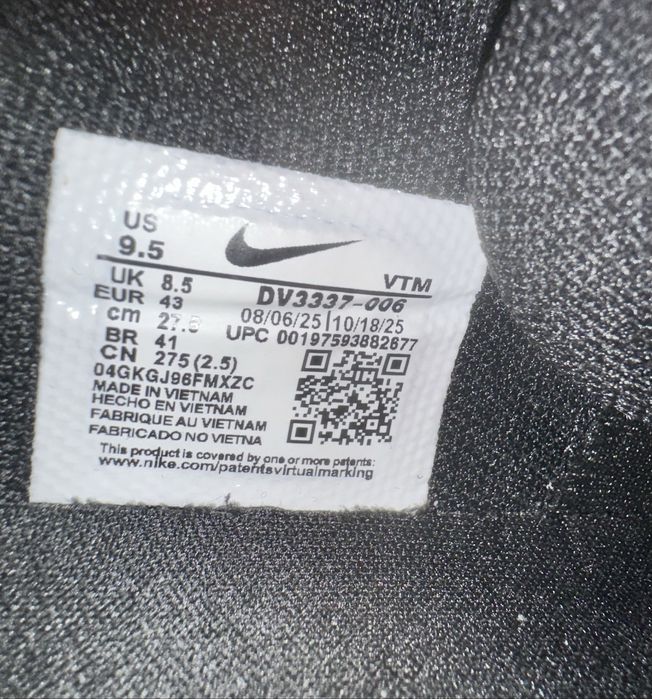 US
9.5
VTM
UK 8.5
EUR 43
cm 27.5
BR 41
CN 275 (2.5)
DV3337-006
08/06/25|10/18/25
UPC 00197593882677
04GKGJ96FMXZC
MADE IN VIETNAM
HECHO EN VIETNAM
FABRIQUE AU VIETNAM
FABRICADO NO VIETNA
This product is covered by one or more patents:
www.nike.com/patentsvirtualmarking